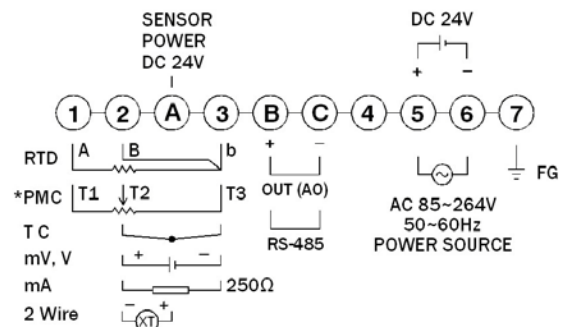 SENSOR
POWER
DC 24V
DC 24V
+ −
1 2 A 3 B C 4 5 6 7
RTD A B b + − FG
*PMC T1 T2 T3 OUT (AO)
AC 85~264V
50~60Hz
POWER SOURCE
T C RS-485
mV, V + −
mA 250Ω
2 Wire − XT +